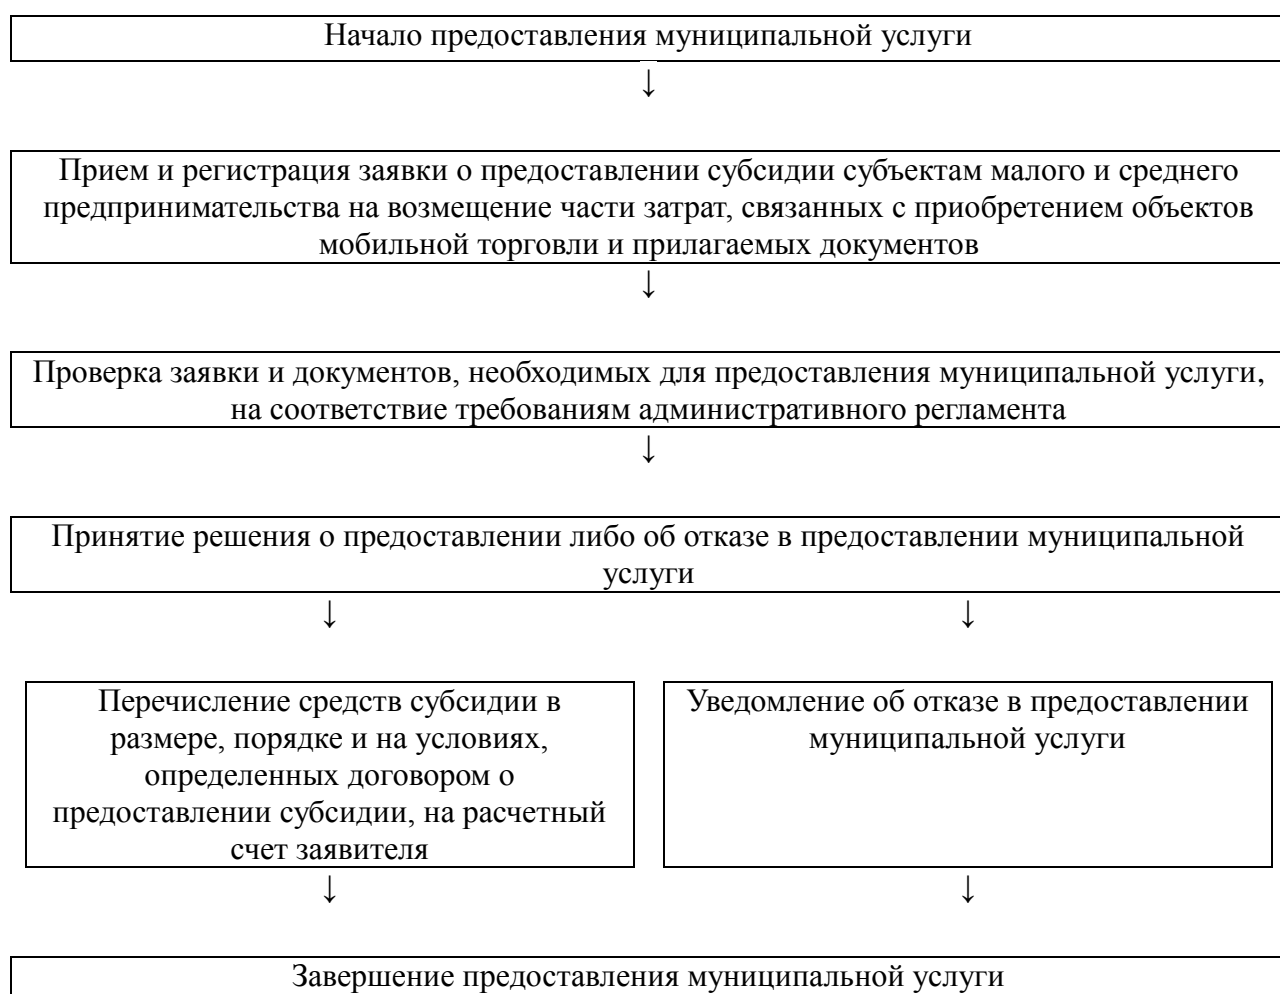 Начало предоставления муниципальной услуги
↓
Прием и регистрация заявки о предоставлении субсидии субъектам малого и среднего
предпринимательства на возмещение части затрат, связанных с приобретением объектов
мобильной торговли и прилагаемых документов
↓
Проверка заявки и документов, необходимых для предоставления муниципальной услуги,
на соответствие требованиям административного регламента
↓
Принятие решения о предоставлении либо об отказе в предоставлении муниципальной
услуги
↓ ↓
Перечисление средств субсидии в
размере, порядке и на условиях,
определенных договором о
предоставлении субсидии, на расчетный
счет заявителя
Уведомление об отказе в предоставлении
муниципальной услуги
↓ ↓
Завершение предоставления муниципальной услуги